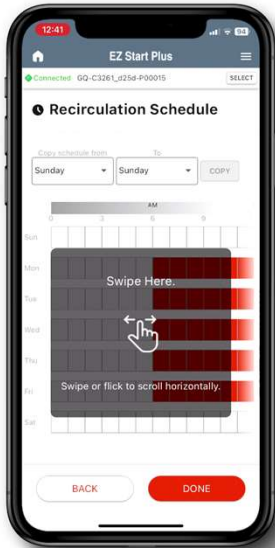 12:41
94
EZ Start Plus
Connected GQ-C3261_d25d-P00015
SELECT
Recirculation Schedule
Copy schedule from
To
Sunday
Sunday
COPY
AM
0 3 6 9
Sun
Mon
Swipe Here.
Tue
Wed
Thu
Fri
Swipe or flick to scroll horizontally.
Sat
BACK
DONE